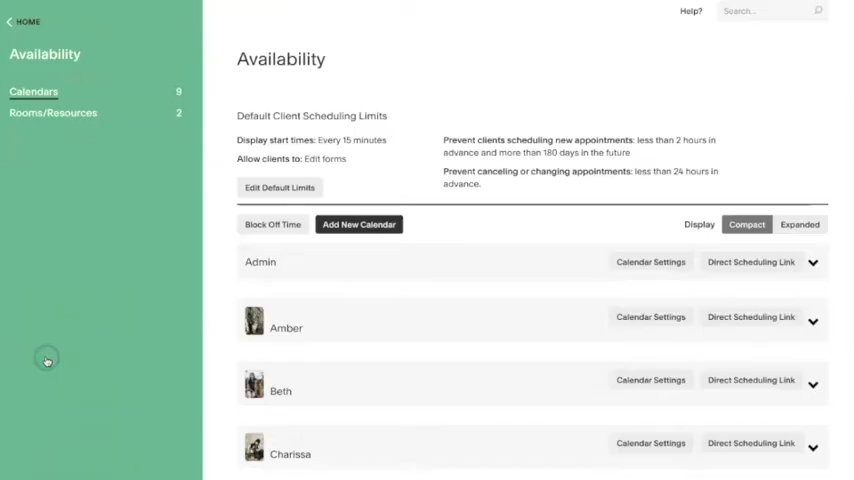 HOME
Help?
Search...
Availability
Calendars 9
Rooms/Resources 2
Availability
Default Client Scheduling Limits
Display start times: Every 15 minutes
Allow clients to: Edit forms
Prevent clients scheduling new appointments: less than 2 hours in
advance and more than 180 days in the future
Prevent canceling or changing appointments: less than 24 hours in
advance.
Edit Default Limits
Block Off Time Add New Calendar Display Compact Expanded
Admin Calendar Settings Direct Scheduling Link
Amber Calendar Settings Direct Scheduling Link
Beth Calendar Settings Direct Scheduling Link
Charissa Calendar Settings Direct Scheduling Link